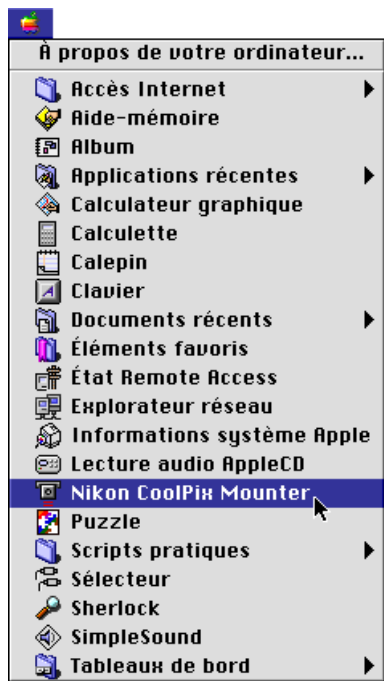 À propos de votre ordinateur...
Accès Internet
Aide-mémoire
Album
Applications récentes
Calculateur graphique
Calculette
Calepin
Clavier
Documents récents
Éléments favoris
État Remote Access
Explorateur réseau
Informations système Apple
Lecture audio AppleCD
Nikon CoolPix Mounter
Puzzle
Scripts pratiques
Sélecteur
Sherlock
SimpleSound
Tableaux de bord